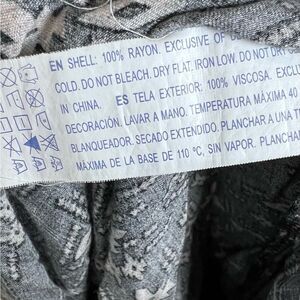 EN SHELL: 100% RAYON. EXCLUSIVE OF
COLD. DO NOT BLEACH. DRY FLAT. IRON LOW. DO NOT DRY
IN CHINA. ES TELA EXTERIOR: 100% VISCOSA. EXCLU
DECORACIÓN. LAVAR A MANO. TEMPERATURA MÁXIMA 40
BLANQUEADOR. SECADO EXTENDIDO. PLANCHAR A UNA T
MÁXIMA DE LA BASE DE 110 °C, SIN VAPOR. PLANCHAR